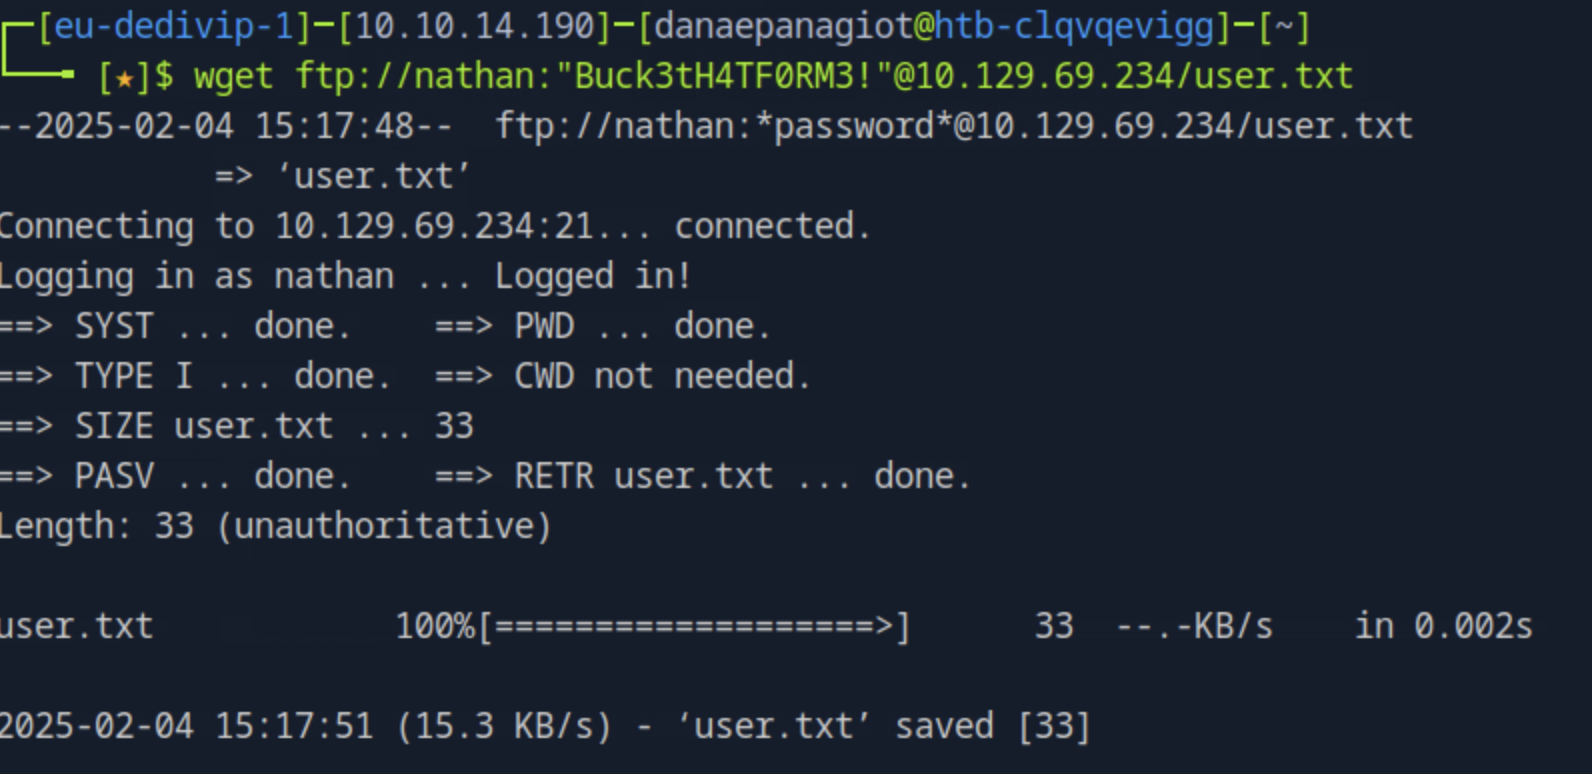 [eu-dedivip-1]─[10.10.14.190]─[danaepanagiot@htb-clqvqevigg]─[~]
[★]$ wget ftp://nathan:"Buck3tH4TF0RM3!"@10.129.69.234/user.txt
--2025-02-04 15:17:48--  ftp://nathan:*password*@10.129.69.234/user.txt
           => ‘user.txt’
Connecting to 10.129.69.234:21... connected.
Logging in as nathan ... Logged in!
==> SYST ... done.    ==> PWD ... done.
==> TYPE I ... done.  ==> CWD not needed.
==> SIZE user.txt ... 33
==> PASV ... done.    ==> RETR user.txt ... done.
Length: 33 (unauthoritative)
user.txt            100%[===================>]      33  --.-KB/s    in 0.002s
2025-02-04 15:17:51 (15.3 KB/s) - ‘user.txt’ saved [33]